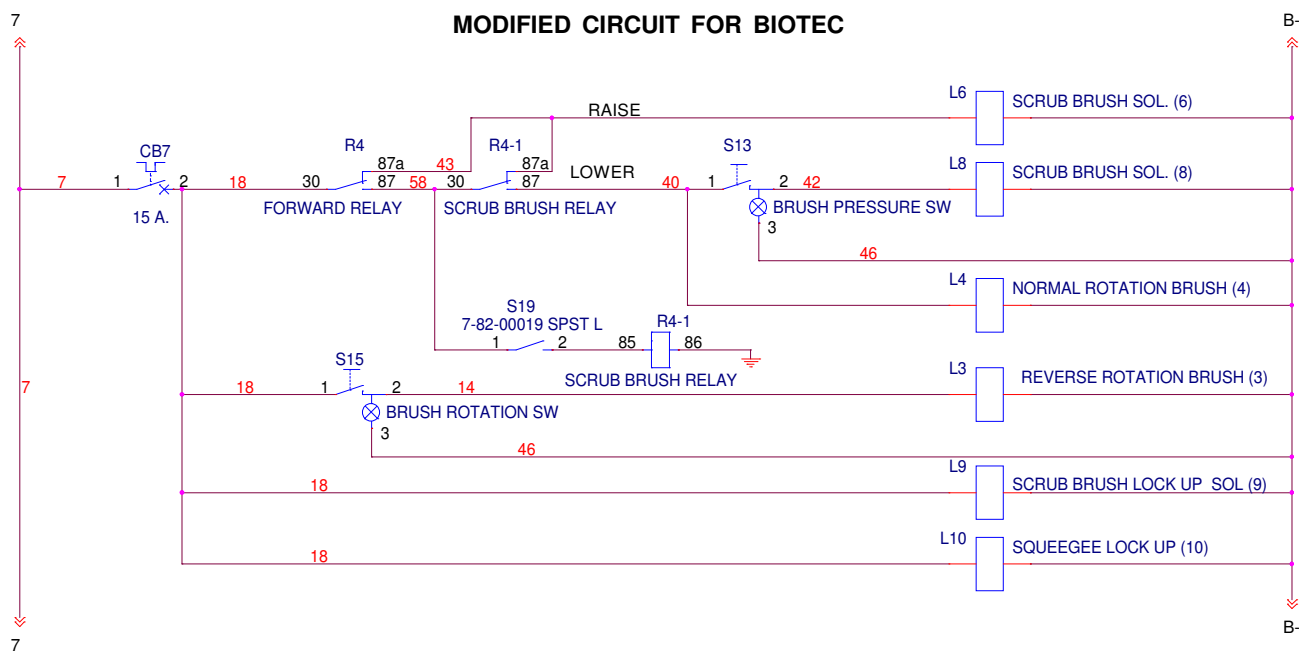 MODIFIED CIRCUIT FOR BIOTEC
7
B-
L6
SCRUB BRUSH SOL. (6)
RAISE
CB7
R4
87a
43
R4-1
87a
S13
L8
SCRUB BRUSH SOL. (8)
LOWER
7
1
2
18
30
87
58
30
87
40
1
2
42
15 A.
FORWARD RELAY
SCRUB BRUSH RELAY
BRUSH PRESSURE SW
3
46
L4
NORMAL ROTATION BRUSH (4)
S19
7-82-00019 SPST L
R4-1
1
2
85
86
S15
SCRUB BRUSH RELAY
L3
REVERSE ROTATION BRUSH (3)
7
18
1
2
14
BRUSH ROTATION SW
3
46
L9
SCRUB BRUSH LOCK UP SOL (9)
18
L10
SQUEEGEE LOCK UP (10)
18
7
B-